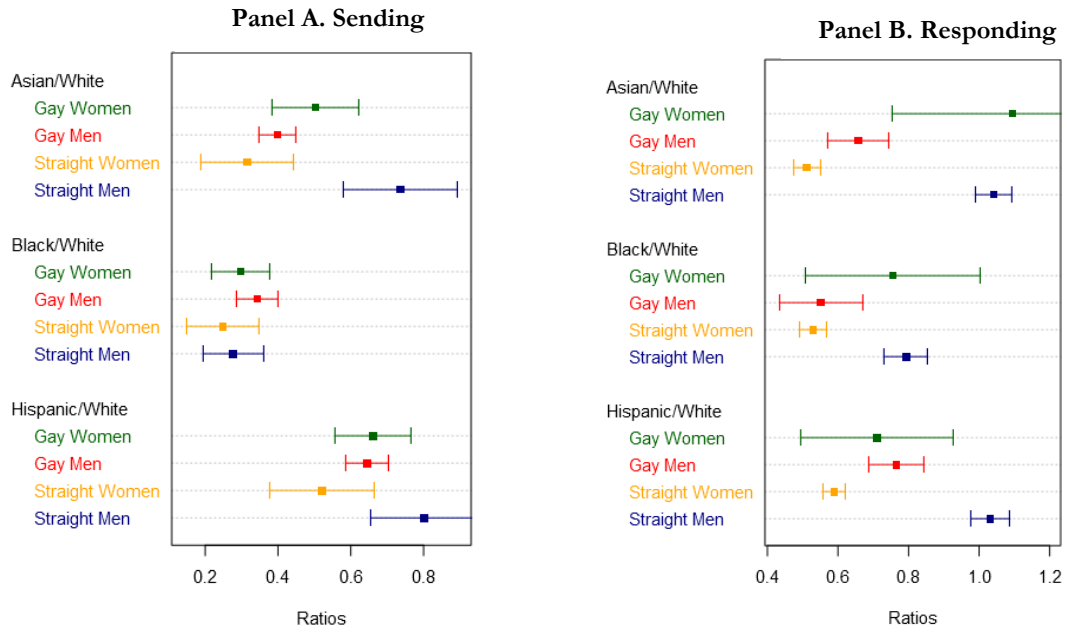 Panel A. Sending
Asian/White
Gay Women
Gay Men
Straight Women
Straight Men
Black/White
Gay Women
Gay Men
Straight Women
Straight Men
Hispanic/White
Gay Women
Gay Men
Straight Women
Straight Men
0.2 0.4 0.6 0.8
Ratios
Panel B. Responding
Asian/White
Gay Women
Gay Men
Straight Women
Straight Men
Black/White
Gay Women
Gay Men
Straight Women
Straight Men
Hispanic/White
Gay Women
Gay Men
Straight Women
Straight Men
0.4 0.6 0.8 1.0 1.2
Ratios